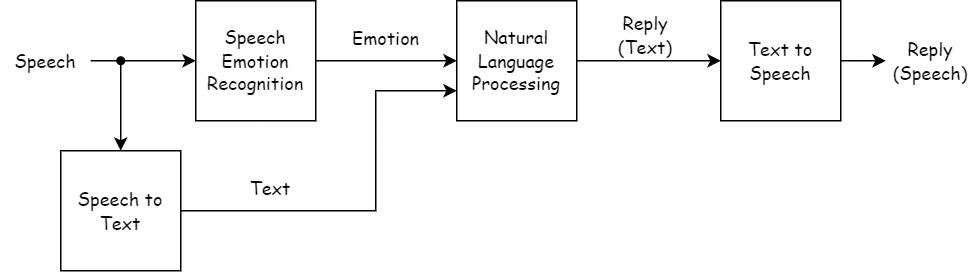 Speech
Speech
Emotion
Recognition
Emotion
Natural
Language
Processing
Reply
(Text)
Text to
Speech
Reply
(Speech)
Speech to
Text
Text